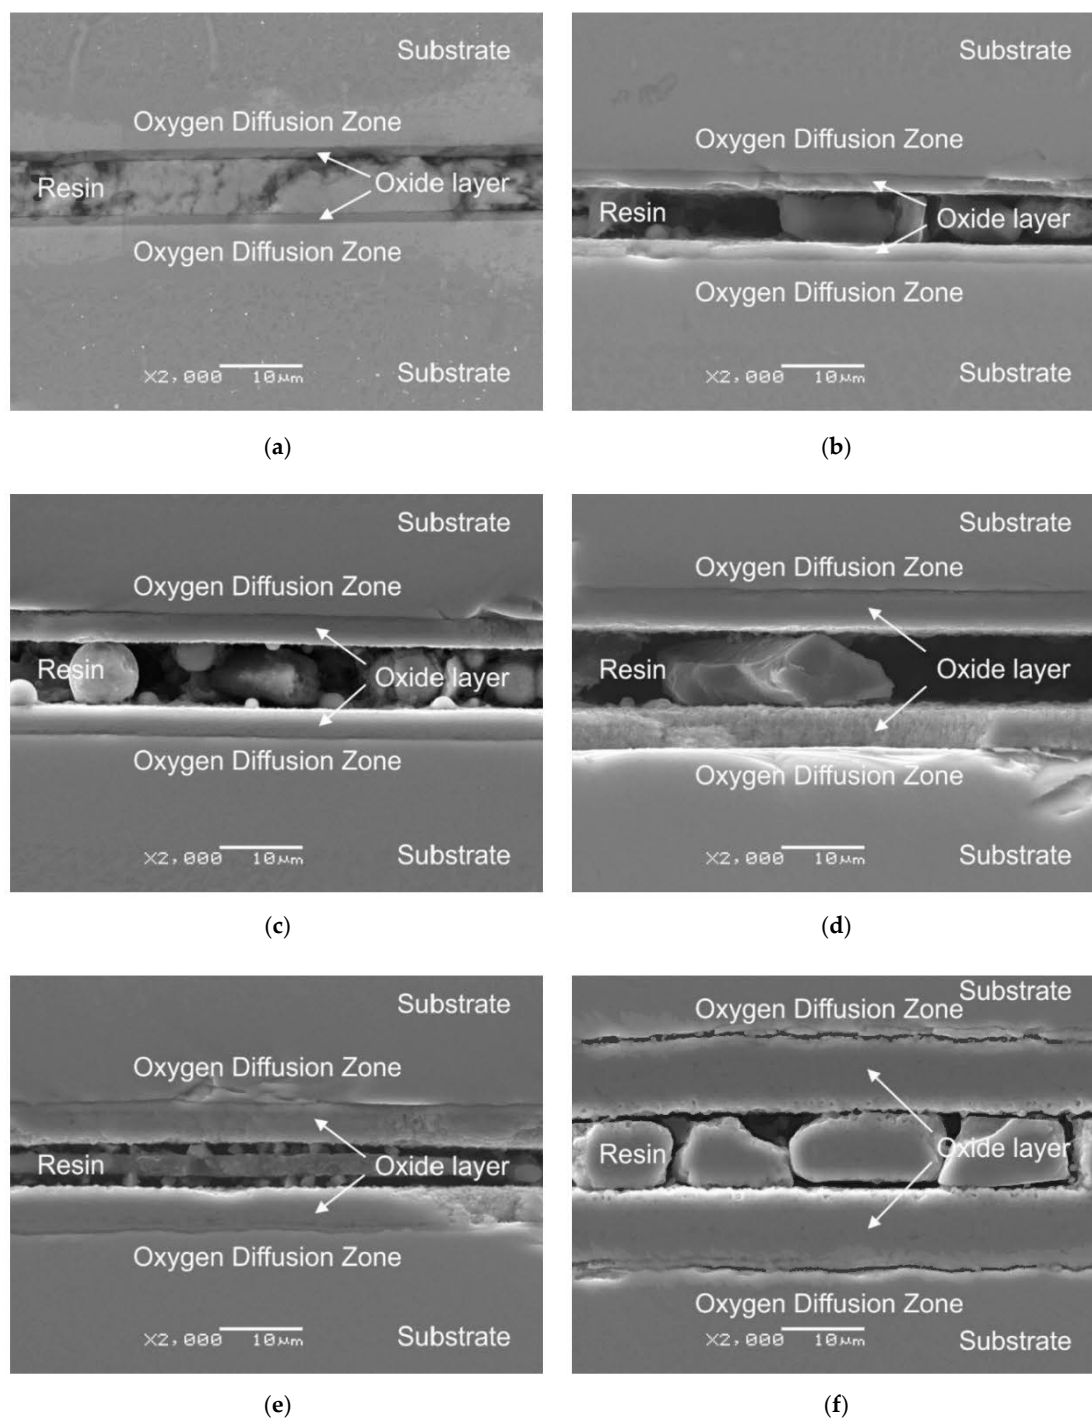 Substrate
Oxygen Diffusion Zone
Resin
Oxide layer
Oxygen Diffusion Zone
×2,000 10μm
Substrate
(a)
Substrate
Oxygen Diffusion Zone
Resin
Oxide layer
Oxygen Diffusion Zone
×2,000 10μm
Substrate
(b)
Substrate
Oxygen Diffusion Zone
Resin
Oxide layer
Oxygen Diffusion Zone
×2,000 10μm
Substrate
(c)
Substrate
Oxygen Diffusion Zone
Resin
Oxide layer
Oxygen Diffusion Zone
×2,000 10μm
Substrate
(d)
Substrate
Oxygen Diffusion Zone
Resin
Oxide layer
Oxygen Diffusion Zone
×2,000 10μm
Substrate
(e)
Substrate
Oxygen Diffusion Zone
Resin
Oxide layer
Oxygen Diffusion Zone
×2,000 10μm
Substrate
(f)